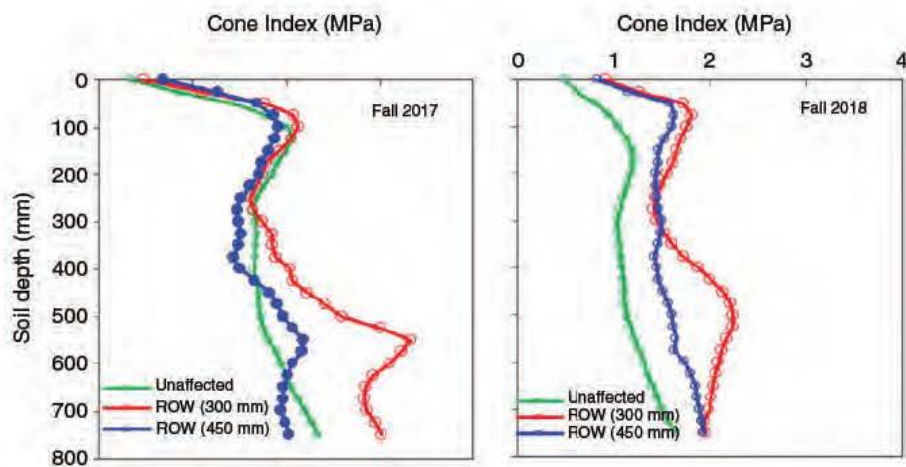 Cone Index (MPa)
Cone Index (MPa)
0 1 2 3 4
Soil depth (mm)
0
100
200
300
400
500
600
700
800
Fall 2017
Unaffected
ROW (300 mm)
ROW (450 mm)
Fall 2018
Unaffected
ROW (300 mm)
ROW (450 mm)